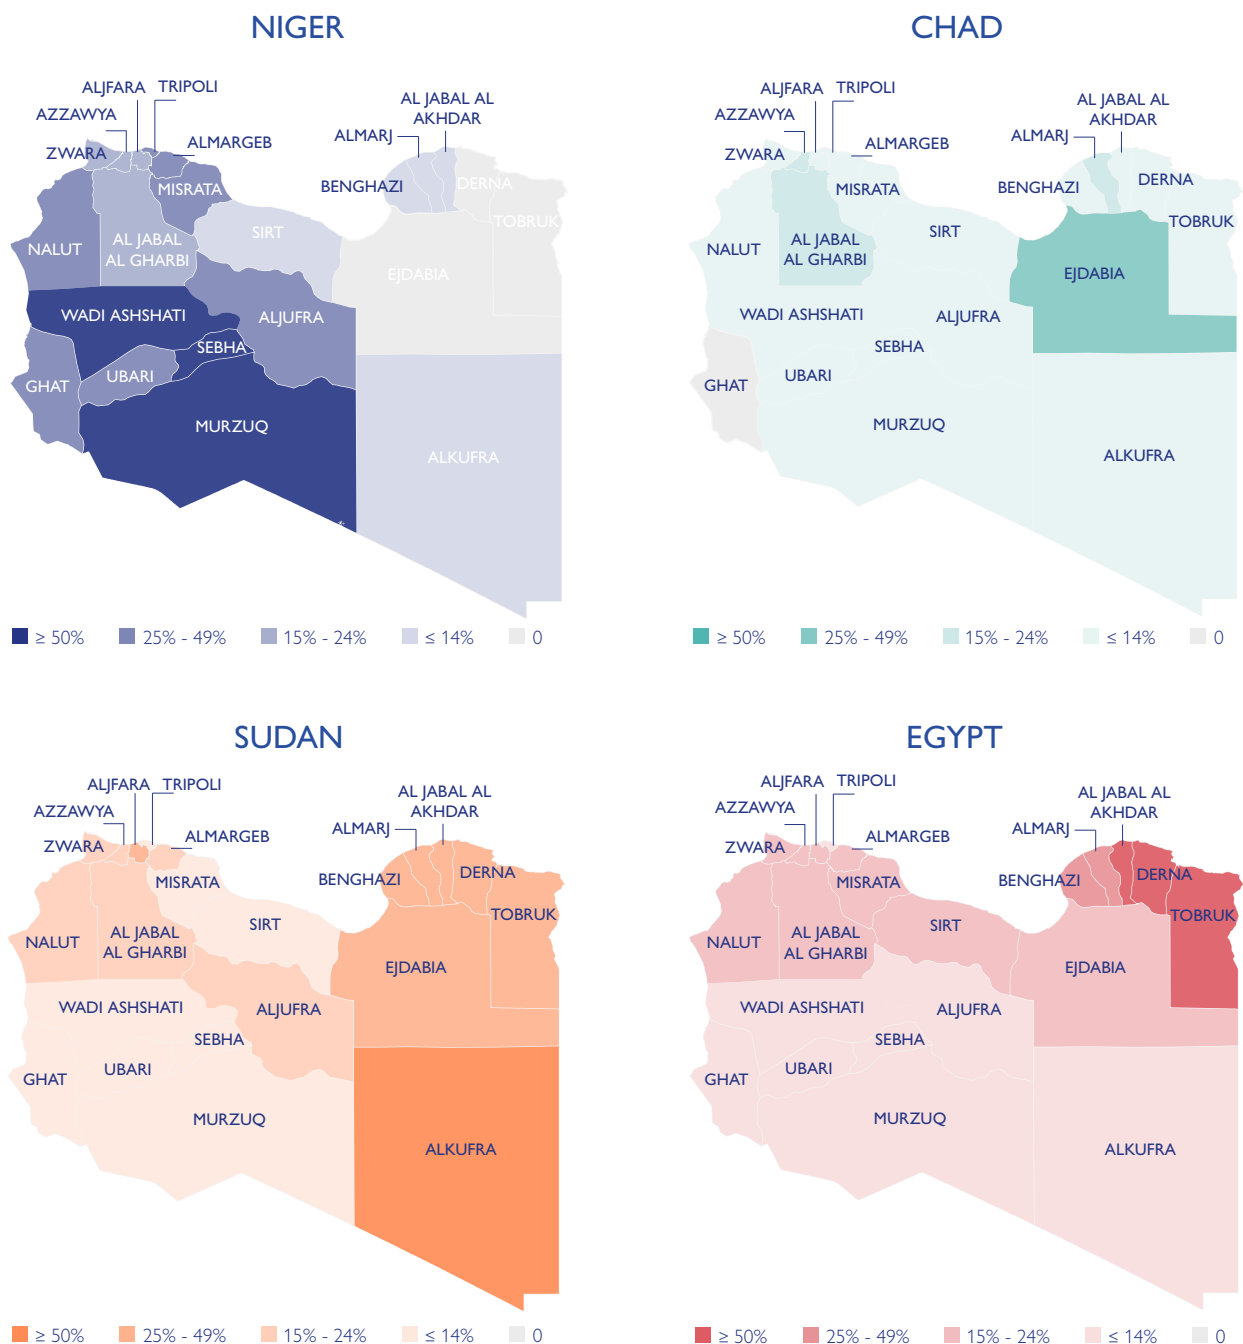 NIGER
CHAD
ALJFARA TRIPOLI
AZZAWYA
AL JABAL AL
AKHDAR
ALMARJ
ALMARGEB
ZWARA
MISRATA
BENGHAZI
DERNA
TOBRUK
NALUT
AL JABAL
AL GHARBI
SIRT
EJDABIA
WADI ASHSHATI
ALJUFRA
SEBHA
UBARI
GHAT
MURZUQ
ALKUFRA
≥ 50% 25% - 49% 15% - 24% ≤ 14% 0
ALJFARA TRIPOLI
AZZAWYA
AL JABAL AL
AKHDAR
ALMARJ
ALMARGEB
ZWARA
MISRATA
BENGHAZI
DERNA
TOBRUK
NALUT
AL JABAL
AL GHARBI
SIRT
EJDABIA
WADI ASHSHATI
ALJUFRA
SEBHA
UBARI
GHAT
MURZUQ
ALKUFRA
≥ 50% 25% - 49% 15% - 24% ≤ 14% 0
SUDAN
EGYPT
ALJFARA TRIPOLI
AZZAWYA
AL JABAL AL
AKHDAR
ALMARJ
ALMARGEB
ZWARA
MISRATA
BENGHAZI
DERNA
TOBRUK
NALUT
AL JABAL
AL GHARBI
SIRT
EJDABIA
WADI ASHSHATI
ALJUFRA
SEBHA
UBARI
GHAT
MURZUQ
ALKUFRA
≥ 50% 25% - 49% 15% - 24% ≤ 14% 0
ALJFARA TRIPOLI
AZZAWYA
AL JABAL AL
AKHDAR
ALMARJ
ALMARGEB
ZWARA
MISRATA
BENGHAZI
DERNA
TOBRUK
NALUT
AL JABAL
AL GHARBI
SIRT
EJDABIA
WADI ASHSHATI
ALJUFRA
SEBHA
UBARI
GHAT
MURZUQ
ALKUFRA
≥ 50% 25% - 49% 15% - 24% ≤ 14% 0